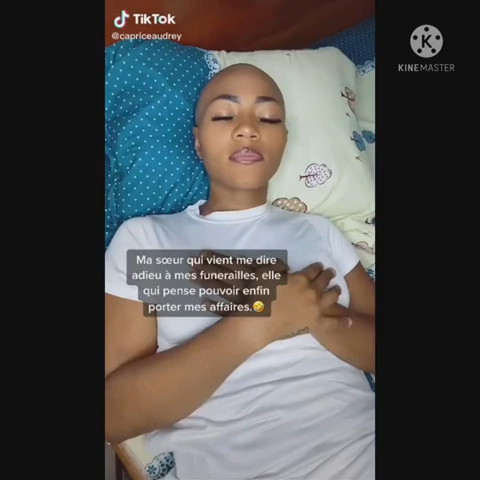 TikTok
@capriceaudrey
KINEMASTER
Ma sœur qui vient me dire
adieu à mes funerailles, elle
qui pense pouvoir enfin
porter mes affaires.🤣